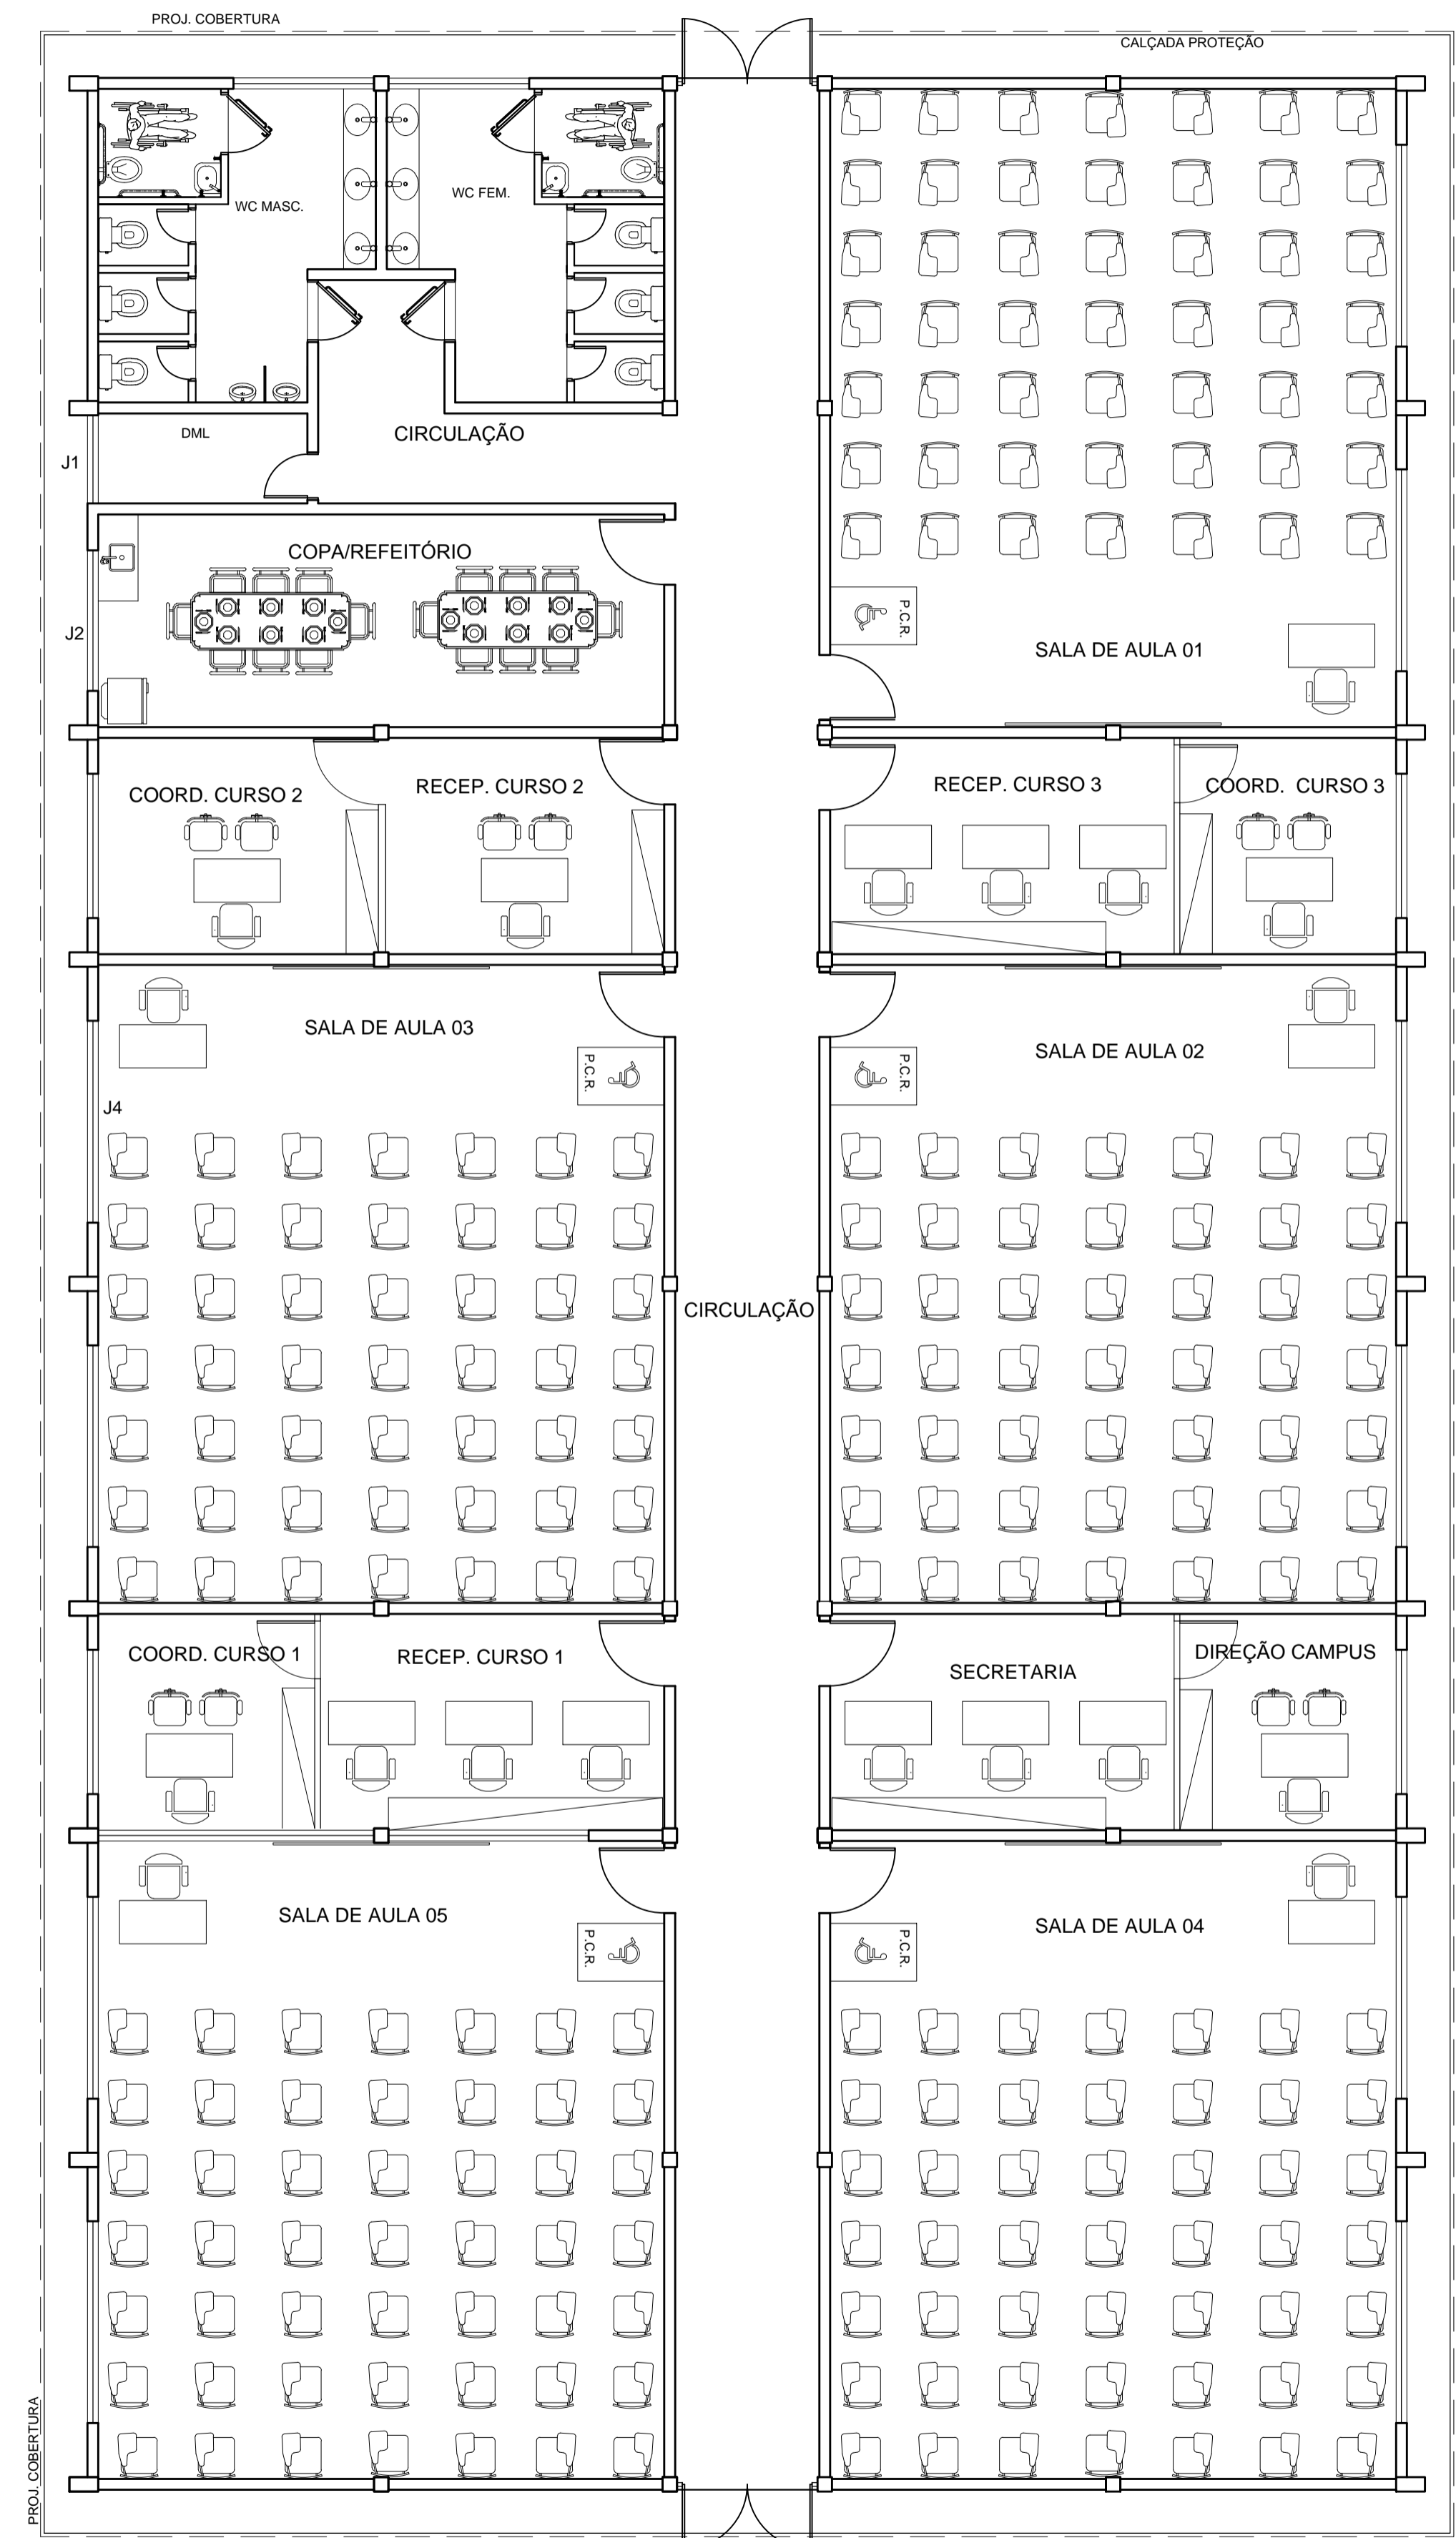 PROJ. COBERTURA
CALÇADA PROTEÇÃO
WC MASC.
WC FEM.
DML
CIRCULAÇÃO
J1
COPA/REFEITÓRIO
J2
P.C.R.
SALA DE AULA 01
COORD. CURSO 2
RECEP. CURSO 2
RECEP. CURSO 3
COORD. CURSO 3
SALA DE AULA 03
P.C.R.
P.C.R.
SALA DE AULA 02
J4
CIRCULAÇÃO
COORD. CURSO 1
RECEP. CURSO 1
SECRETARIA
DIREÇÃO CAMPUS
SALA DE AULA 05
P.C.R.
P.C.R.
SALA DE AULA 04
PROJ. COBERTURA